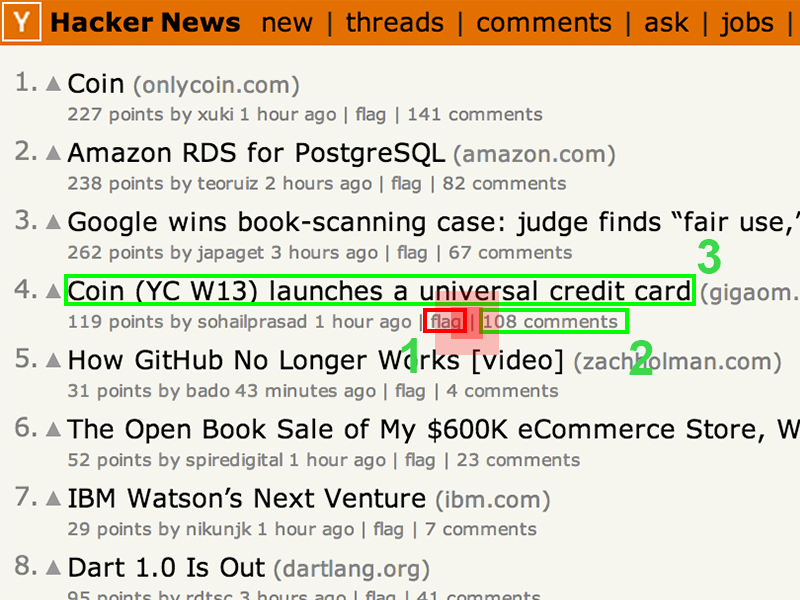 Y Hacker News new | threads | comments | ask | jobs |
1. Coin (onlycoin.com)
227 points by xuki 1 hour ago | flag | 141 comments
2. Amazon RDS for PostgreSQL (amazon.com)
238 points by teoruiz 2 hours ago | flag | 82 comments
3. Google wins book-scanning case: judge finds “fair use,”
262 points by japaget 3 hours ago | flag | 67 comments
3
4. Coin (YC W13) launches a universal credit card (gigaom.
119 points by sohailprasad 1 hour ago | flag | 108 comments
1 2
5. How GitHub No Longer Works [video] (zachholman.com)
31 points by bado 43 minutes ago | flag | 4 comments
6. The Open Book Sale of My $600K eCommerce Store, W
52 points by spiredigital 1 hour ago | flag | 23 comments
7. IBM Watson’s Next Venture (ibm.com)
29 points by nikunjk 1 hour ago | flag | 7 comments
8. Dart 1.0 Is Out (dartlang.org)
95 points by rdtsc 3 hours ago | flag | 41 comments